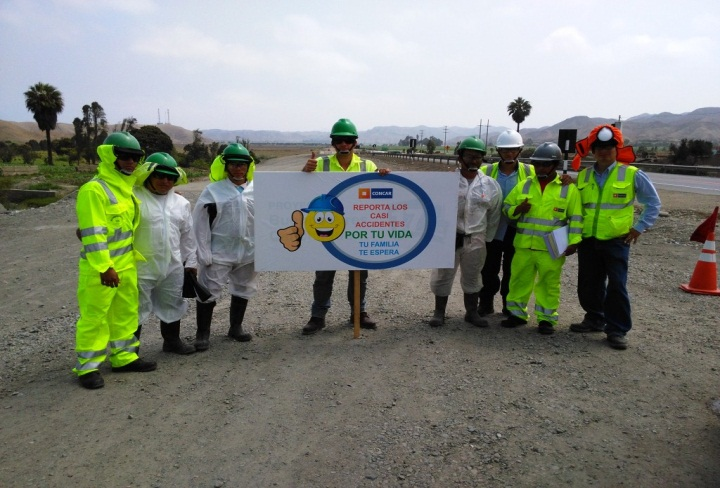 CONCAR
REPORTA LOS
CASI
ACCIDENTES
POR TU VIDA
TU FAMILIA
TE ESPERA